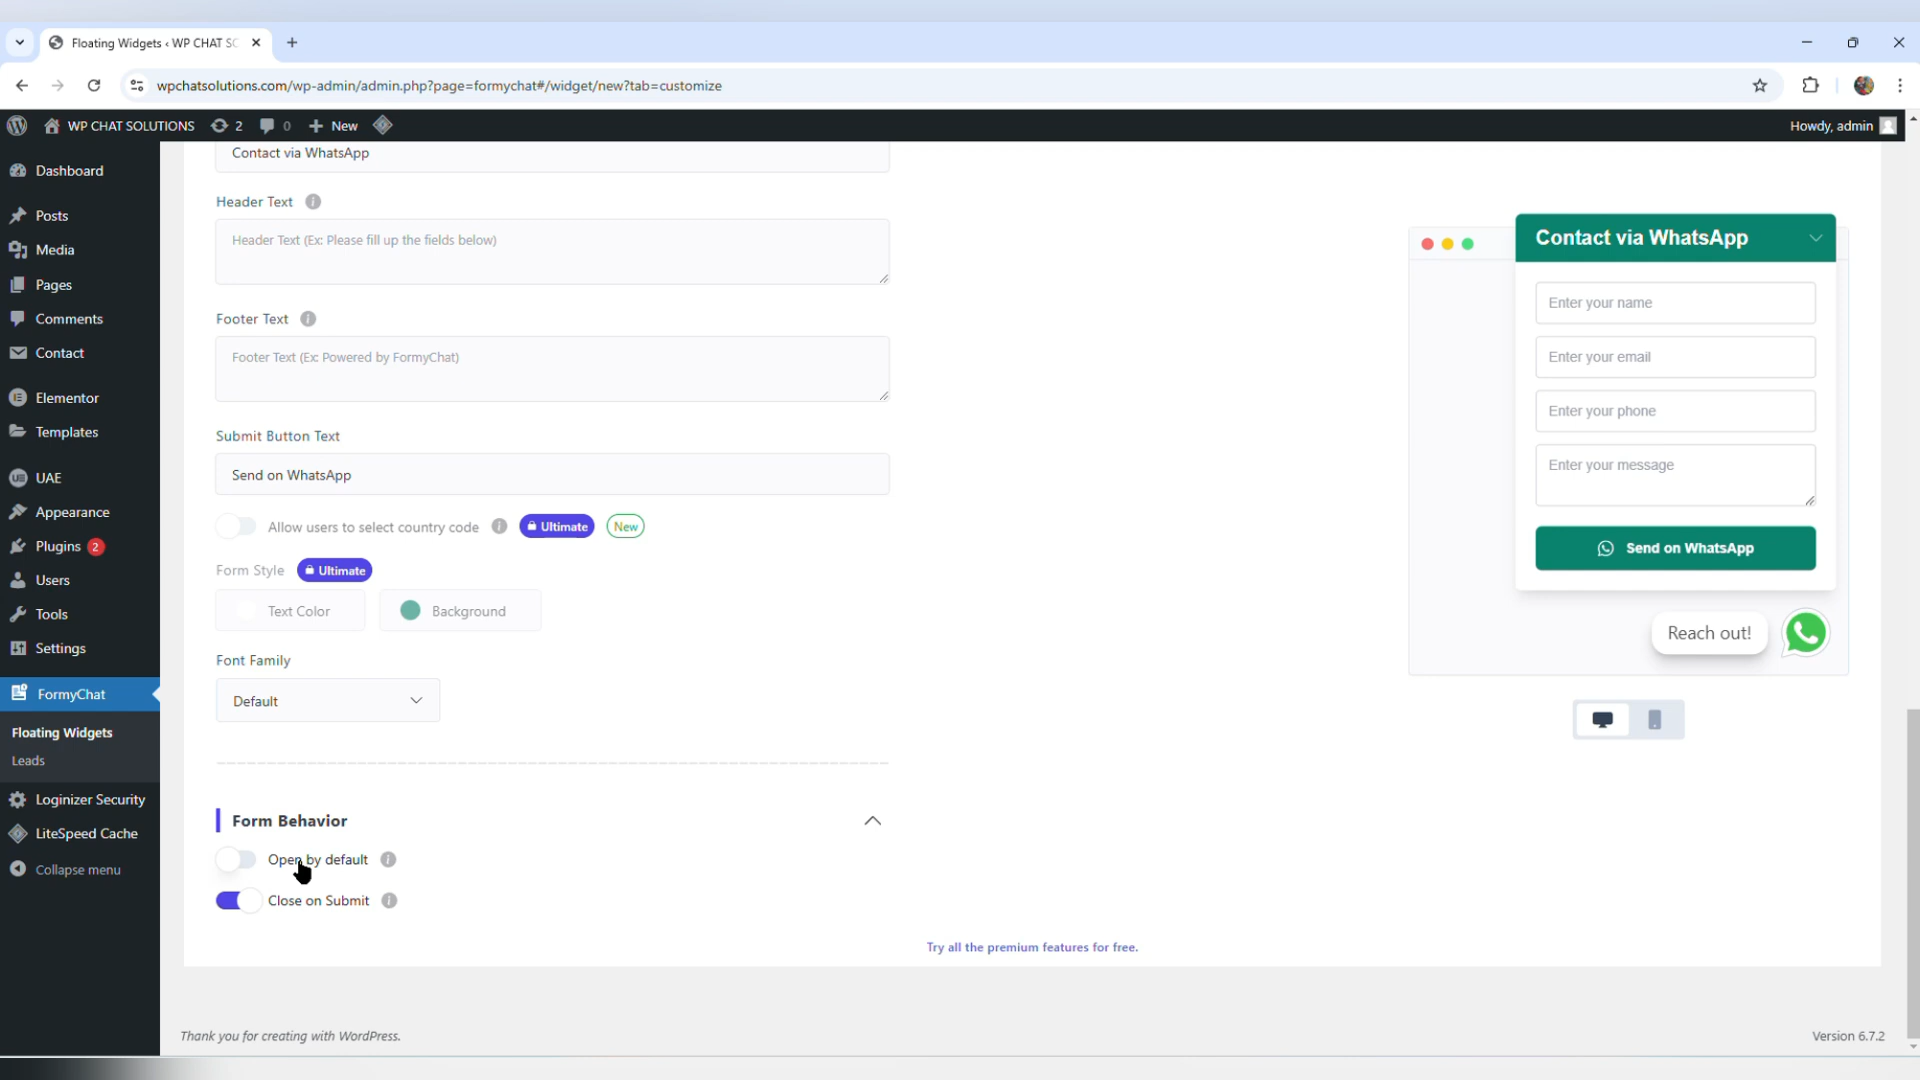 Floating Widgets ‹ WP CHAT SO
wpchatsolutions.com/wp-admin/admin.php?page=formychat#/widget/new?tab=customize
WP CHAT SOLUTIONS 2 0 New
Howdy, admin
Dashboard
Posts
Media
Pages
Comments
Contact
Elementor
Templates
UAE
Appearance
Plugins 2
Users
Tools
Settings
FormyChat
Floating Widgets
Leads
Loginizer Security
LiteSpeed Cache
Collapse menu
Contact via WhatsApp
Header Text
Header Text (Ex: Please fill up the fields below)
Footer Text
Footer Text (Ex: Powered by FormyChat)
Submit Button Text
Send on WhatsApp
Allow users to select country code Ultimate New
Form Style Ultimate
Text Color Background
Font Family
Default
Form Behavior
Open by default
Close on Submit
Try all the premium features for free.
Contact via WhatsApp
Enter your name
Enter your email
Enter your phone
Enter your message
Send on WhatsApp
Reach out!
Thank you for creating with WordPress.
Version 6.7.2